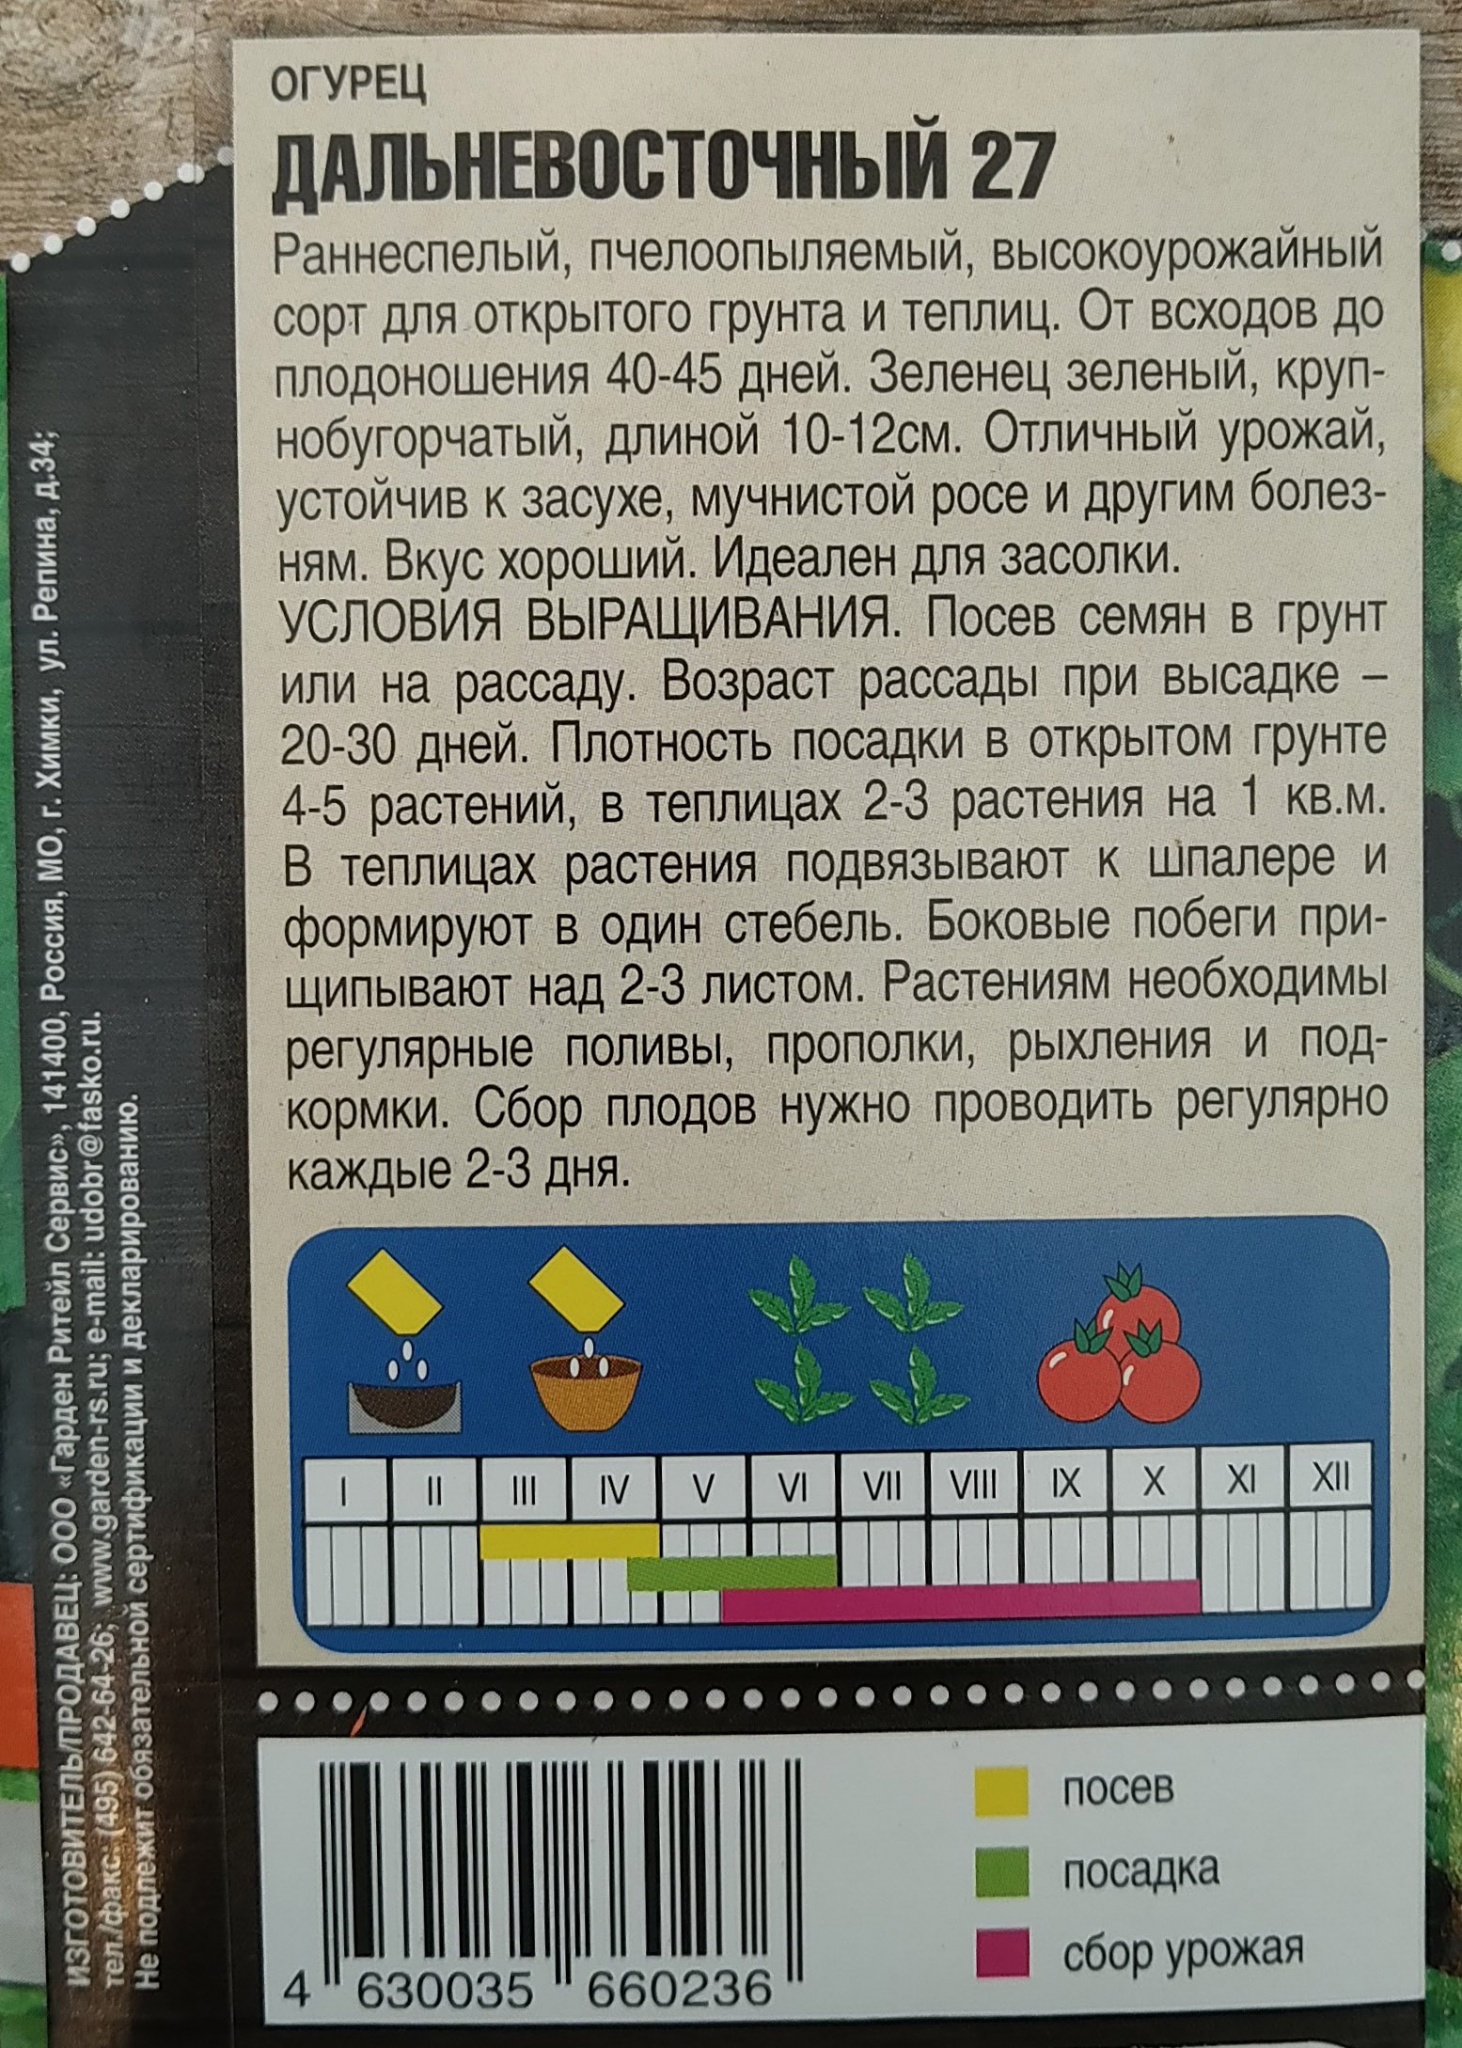 ОГУРЕЦ
ДАЛЬНЕВОСТОЧНЫЙ 27
Раннеспелый, пчелоопыляемый, высокоурожайный
сорт для открытого грунта и теплиц. От всходов до
плодоношения 40-45 дней. Зеленец зеленый, круп-
нобугорчатый, длиной 10-12см. Отличный урожай,
устойчив к засухе, мучнистой росе и другим болез-
ням. Вкус хороший. Идеален для засолки.
УСЛОВИЯ ВЫРАЩИВАНИЯ. Посев семян в грунт
или на рассаду. Возраст рассады при высадке –
20-30 дней. Плотность посадки в открытом грунте
4-5 растений, в теплицах 2-3 растения на 1 кв.м.
В теплицах растения подвязывают к шпалере и
формируют в один стебель. Боковые побеги при-
щипывают над 2-3 листом. Растениям необходимы
регулярные поливы, прополки, рыхления и под-
кормки. Сбор плодов нужно проводить регулярно
каждые 2-3 дня.
I II III IV V VI VII VIII IX X XI XII
посев
посадка
сбор урожая
4 630035 660236
ИЗГОТОВИТЕЛЬ/ПРОДАВЕЦ: ООО «Гарден Ритейл Сервис», 141400, Россия, МО, г. Химки, ул. Репина, д.34;
тел./факс: (495) 642-64-26; www.garden-rs.ru; e-mail: udobr@fasko.ru.
Не подлежит обязательной сертификации и декларированию.